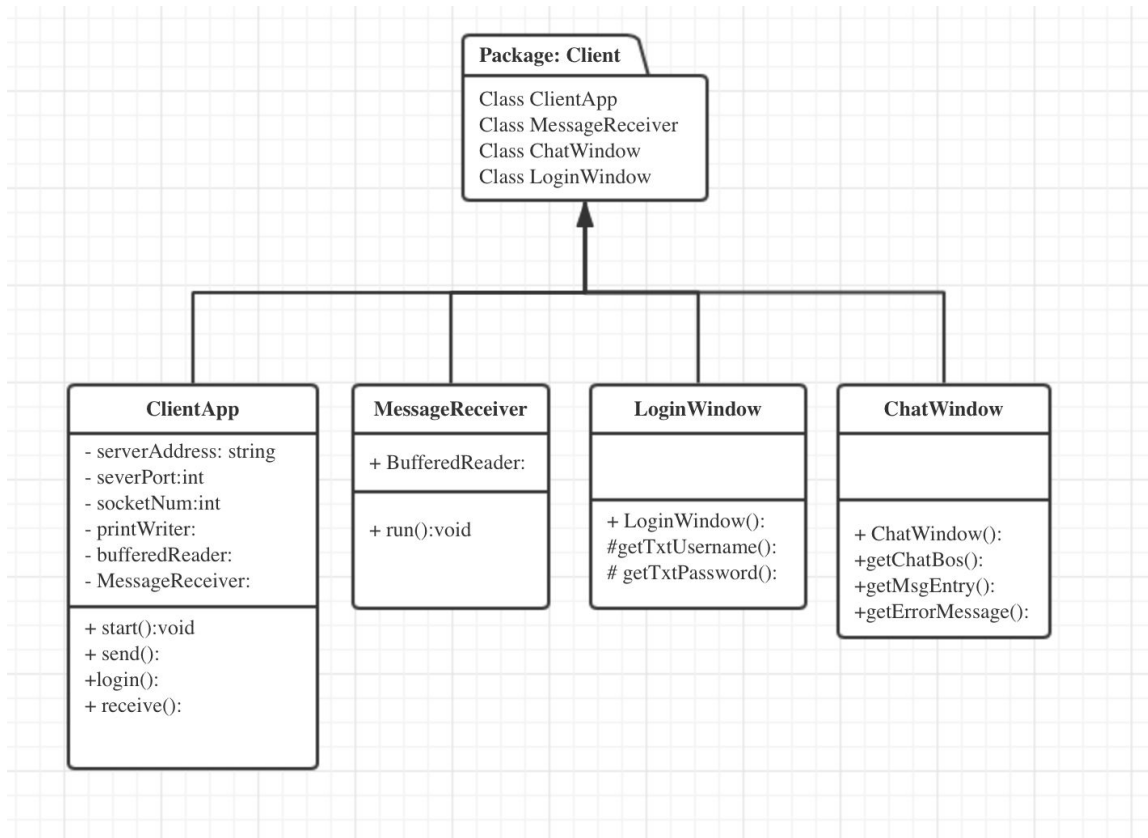 Package: Client
Class ClientApp
Class MessageReceiver
Class ChatWindow
Class LoginWindow
ClientApp
- serverAddress: string
- severPort:int
- socketNum:int
- printWriter:
- bufferedReader:
- MessageReceiver:
+ start():void
+ send():
+login():
+ receive():
MessageReceiver
+ BufferedReader:
+ run():void
LoginWindow
+ LoginWindow():
#getTxtUsername():
# getTxtPassword():
ChatWindow
+ ChatWindow():
+getChatBos():
+getMsgEntry():
+getErrorMessage():